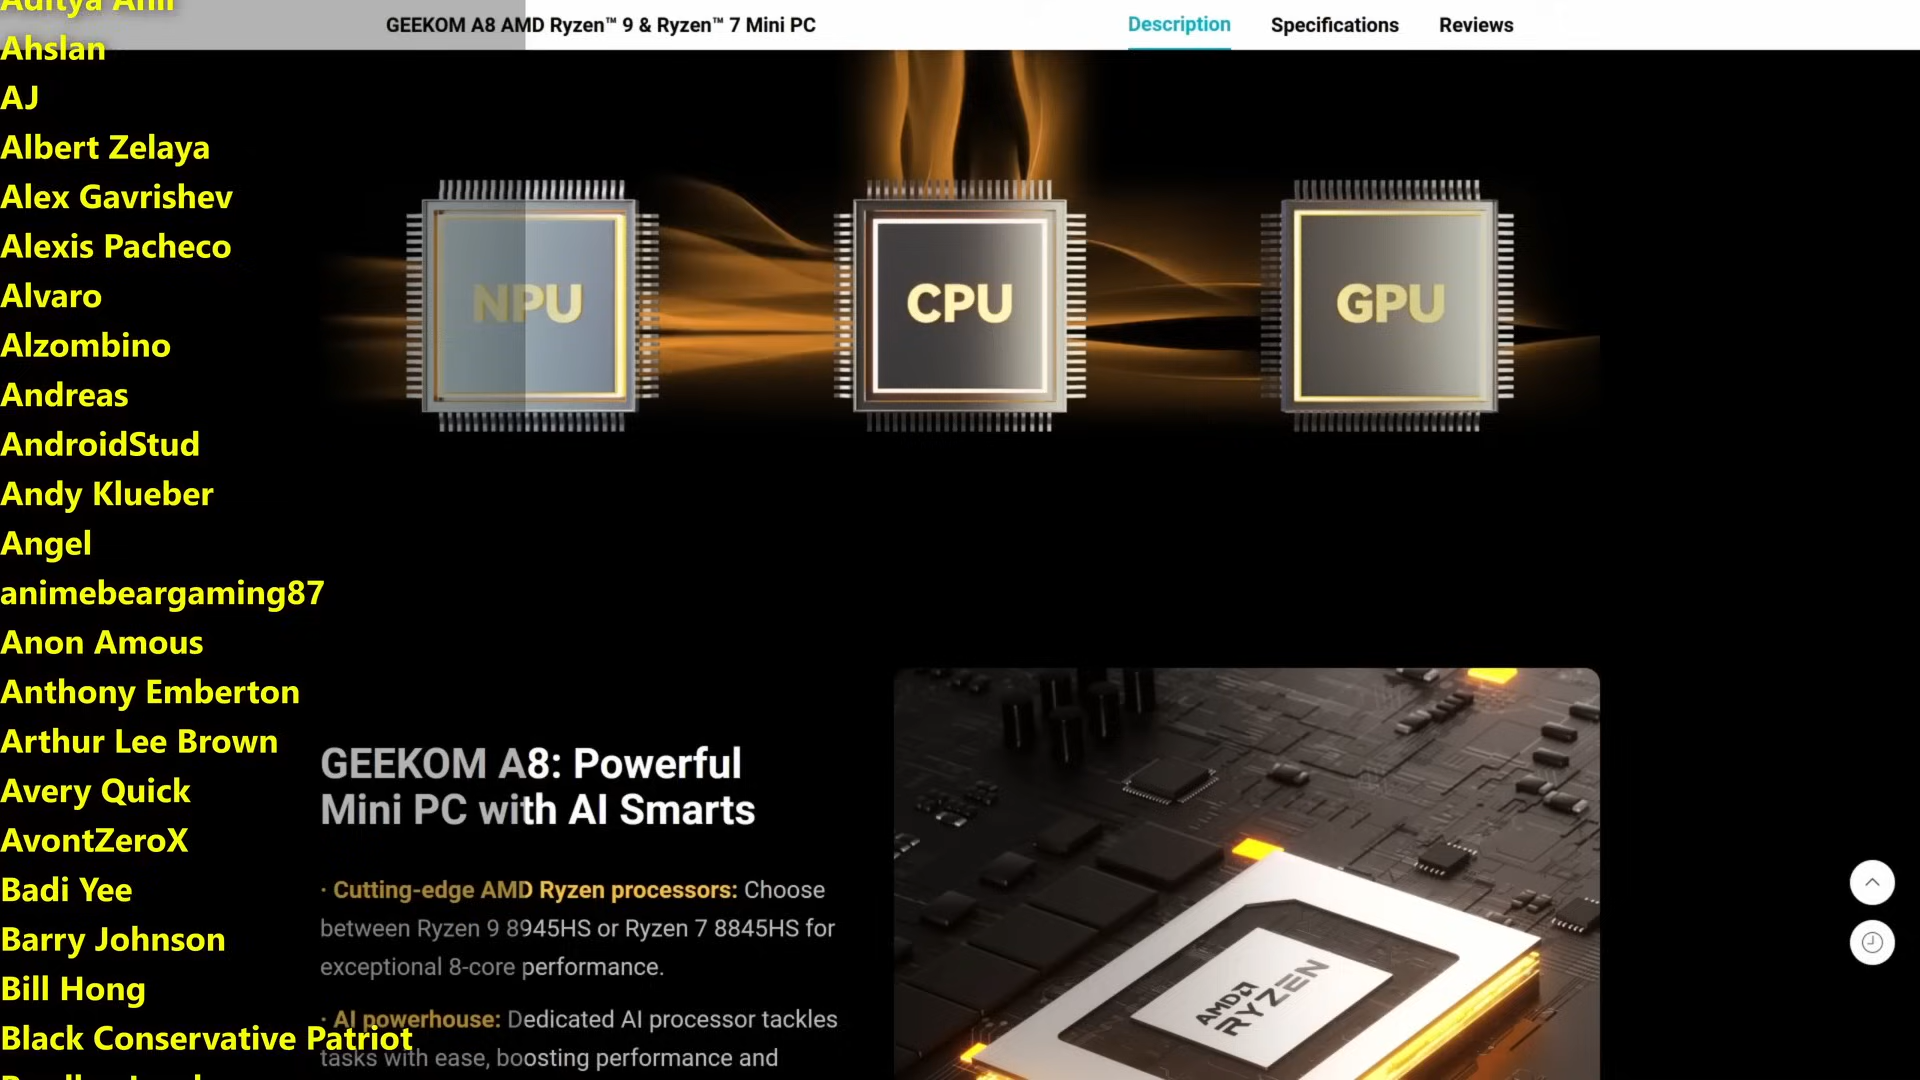 GEEKOM A8 AMD Ryzen™ 9 & Ryzen™ 7 Mini PC
Description
Specifications
Reviews
Ahslan
AJ
Albert Zelaya
Alex Gavrishev
Alexis Pacheco
Alvaro
Alzombino
Andreas
AndroidStud
Andy Klueber
Angel
animebeargaming87
Anon Amous
Anthony Emberton
Arthur Lee Brown
Avery Quick
AvontZeroX
Badi Yee
Barry Johnson
Bill Hong
Black Conservative Patriot
NPU
CPU
GPU
GEEKOM A8: Powerful
Mini PC with AI Smarts
· Cutting-edge AMD Ryzen processors: Choose
between Ryzen 9 8945HS or Ryzen 7 8845HS for
exceptional 8-core performance.
· AI powerhouse: Dedicated AI processor tackles
tasks with ease, boosting performance and
AMD
RYZEN